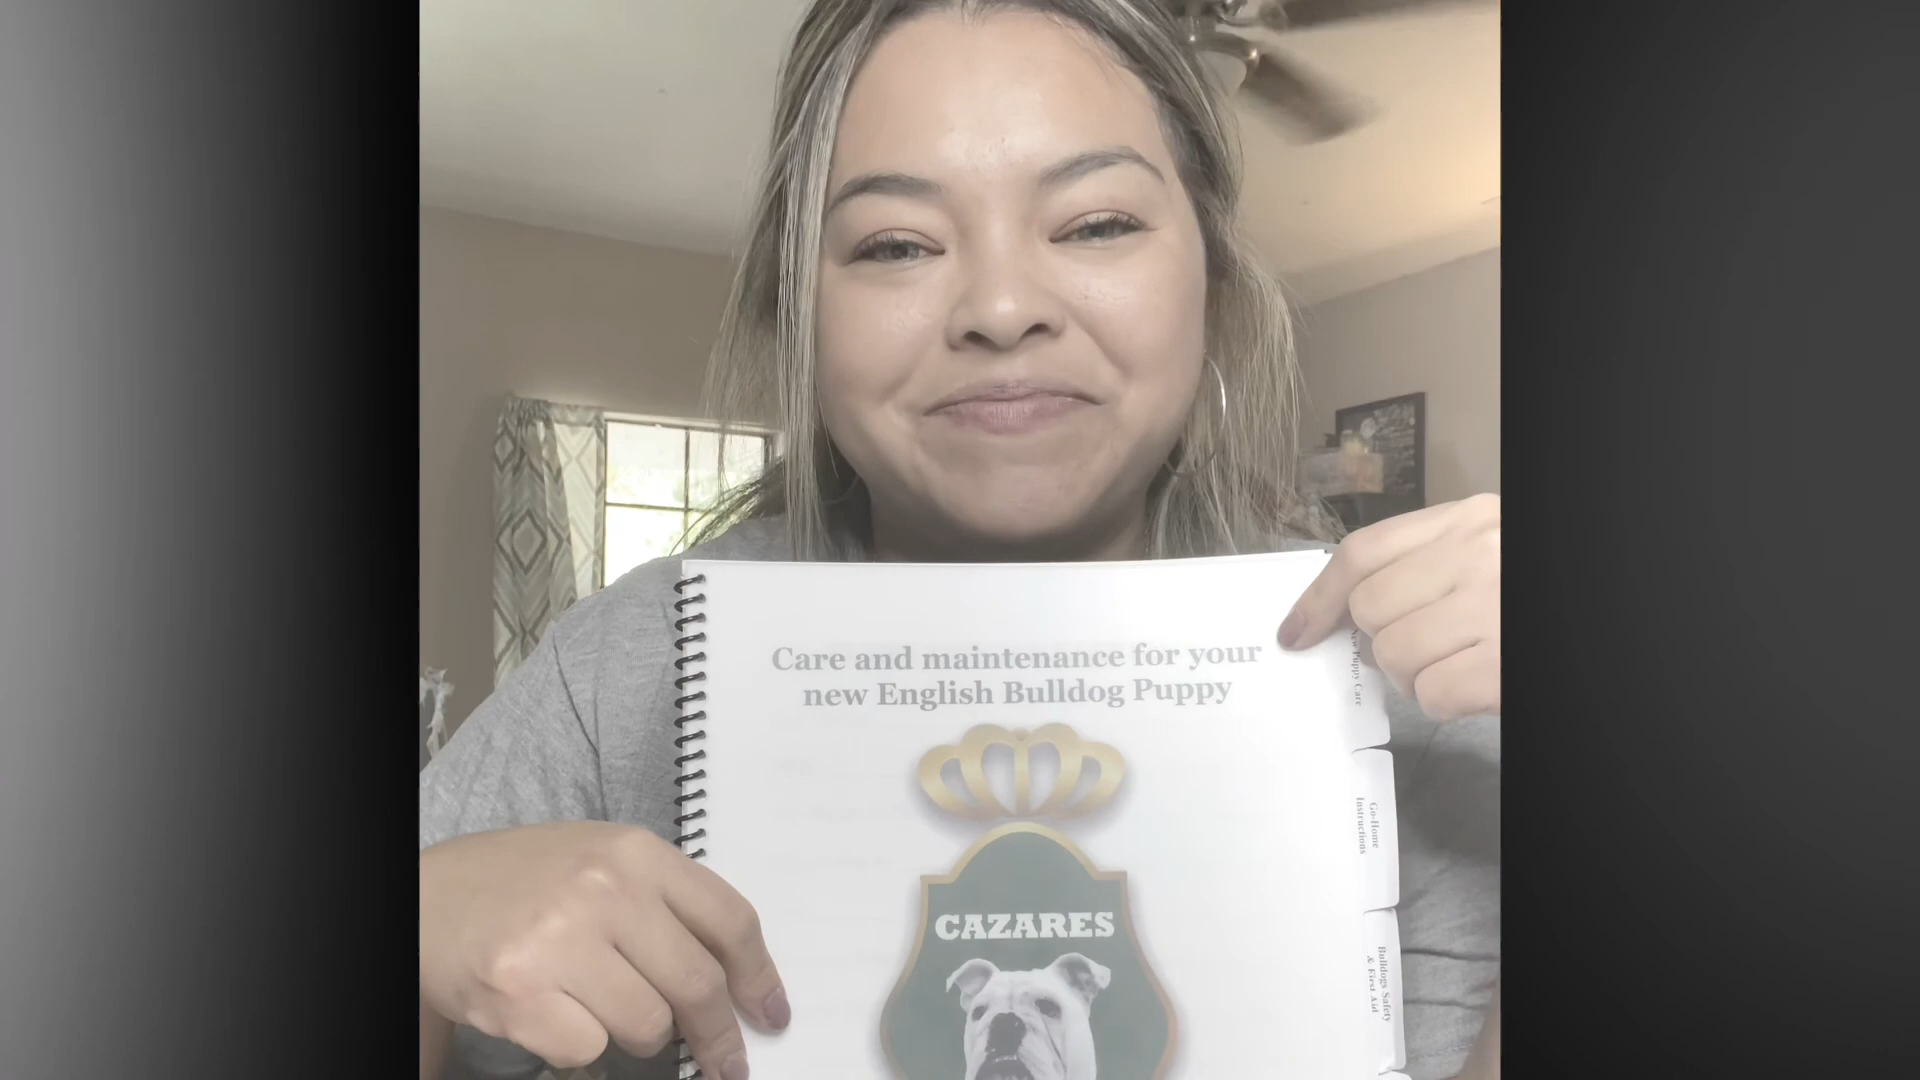 Care and maintenance for your
new English Bulldog Puppy
CAZARES
New Puppy Care
Go-Home
Instructions
Bulldogs Safety
& First Aid